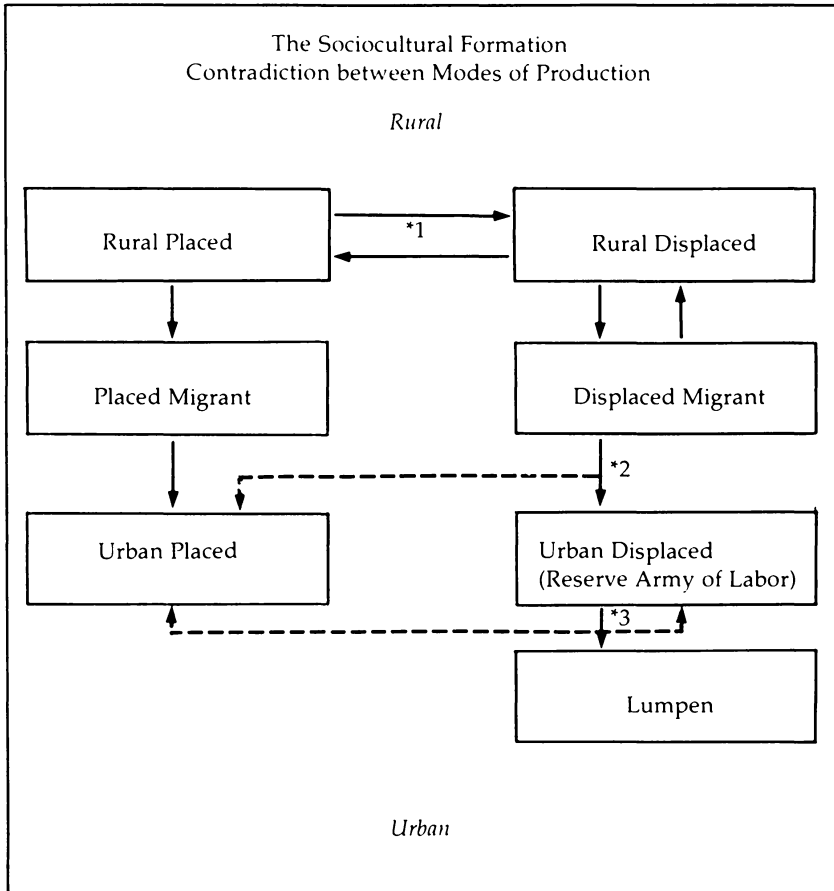 The Sociocultural Formation
Contradiction between Modes of Production
Rural
Rural Placed
*1
Rural Displaced
Placed Migrant
Displaced Migrant
*2
Urban Placed
Urban Displaced
(Reserve Army of Labor)
*3
Lumpen
Urban